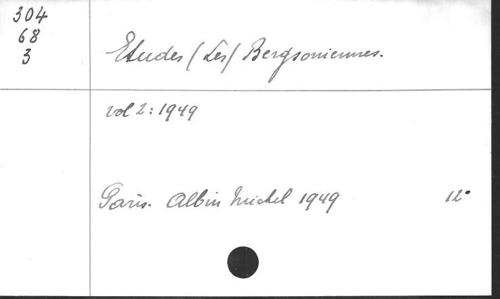 304
68
3
Etudes (Les) Bergsoniennes.
vol 2: 1949
Paris. Albin Michel 1949 12°